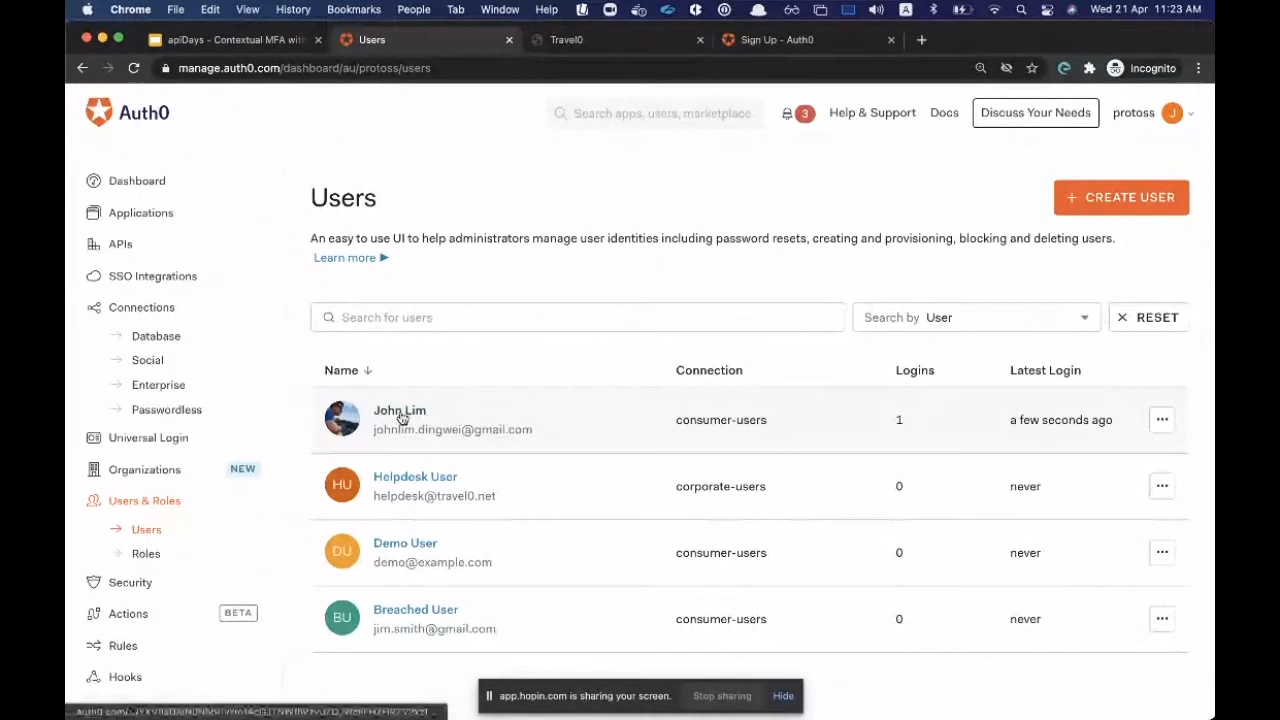 Chrome File Edit View History Bookmarks People Tab Window Help A Wed 21 Apr 11:23 AM
apiDays - Contextual MFA with × Users × Travel0 × Sign Up - Auth0 × +
manage.auth0.com/dashboard/au/protoss/users Incognito
Auth0 Search apps, users, marketplace 3 Help & Support Docs Discuss Your Needs protoss J
Dashboard
Applications
APIs
SSO Integrations
Connections
Database
Social
Enterprise
Passwordless
Universal Login
Organizations NEW
Users & Roles
Users
Roles
Security
Actions BETA
Rules
Hooks
Users
+ CREATE USER
An easy to use UI to help administrators manage user identities including password resets, creating and provisioning, blocking and deleting users.
Learn more
Search for users Search by User × RESET
Name Connection Logins Latest Login
John Lim
johnlim.dingwei@gmail.com
consumer-users 1 a few seconds ago ...
HU Helpdesk User
helpdesk@travel0.net
corporate-users 0 never ...
DU Demo User
demo@example.com
consumer-users 0 never ...
BU Breached User
jim.smith@gmail.com
consumer-users 0 never ...
app.hopin.com is sharing your screen. Stop sharing Hide